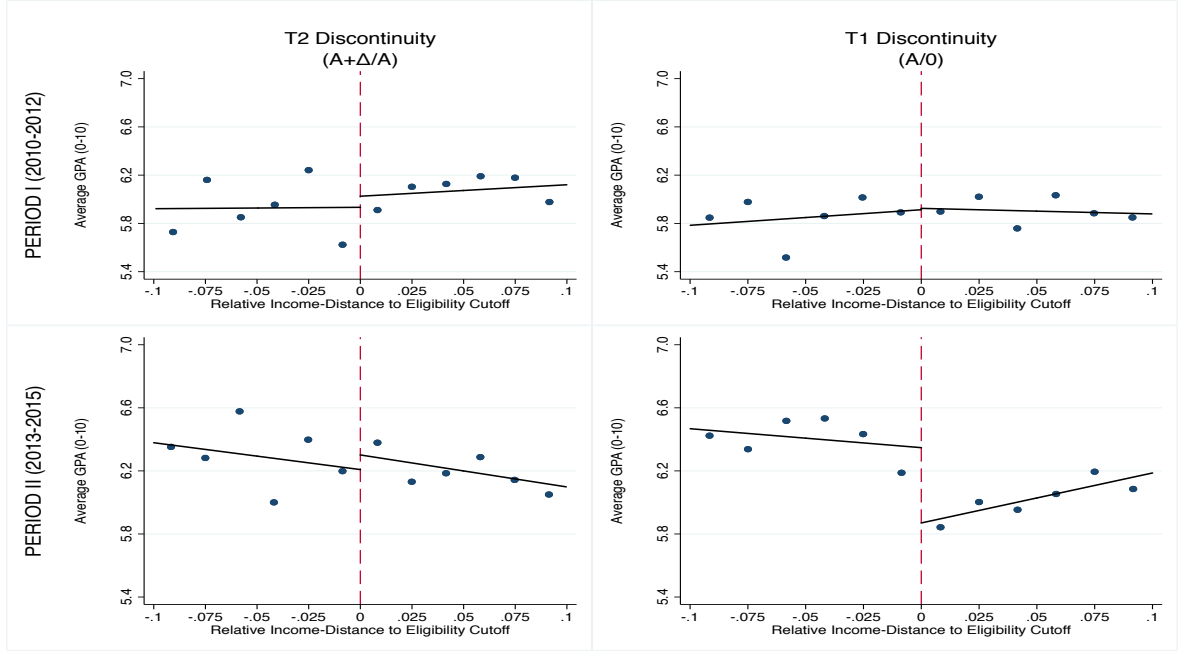 T2 Discontinuity
(A+Δ/A)
PERIOD I (2010-2012)
Average GPA (0-10)
7.0
6.6
6.2
5.8
5.4
-.1 -.075 -.05 -.025 0 .025 .05 .075 .1
Relative Income-Distance to Eligibility Cutoff
T1 Discontinuity
(A/0)
Average GPA (0-10)
7.0
6.6
6.2
5.8
5.4
-.1 -.075 -.05 -.025 0 .025 .05 .075 .1
Relative Income-Distance to Eligibility Cutoff
PERIOD II (2013-2015)
Average GPA (0-10)
7.0
6.6
6.2
5.8
5.4
-.1 -.075 -.05 -.025 0 .025 .05 .075 .1
Relative Income-Distance to Eligibility Cutoff
Average GPA (0-10)
7.0
6.6
6.2
5.8
5.4
-.1 -.075 -.05 -.025 0 .025 .05 .075 .1
Relative Income-Distance to Eligibility Cutoff